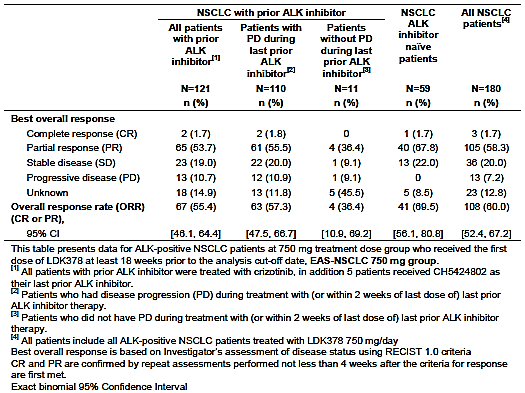 NSCLC with prior ALK inhibitor NSCLC All NSCLC
All patients Patients with Patients ALK patients[4]
with prior PD during without PD inhibitor
ALK last prior during last naïve
inhibitor[1] ALK prior ALK patients
inhibitor[2] inhibitor[3]
N=121 N=110 N=11 N=59 N=180
n (%) n (%) n (%) n (%) n (%)
Best overall response
Complete response (CR) 2 (1.7) 2 (1.8) 0 1 (1.7) 3 (1.7)
Partial response (PR) 65 (53.7) 61 (55.5) 4 (36.4) 40 (67.8) 105 (58.3)
Stable disease (SD) 23 (19.0) 22 (20.0) 1 (9.1) 13 (22.0) 36 (20.0)
Progressive disease (PD) 13 (10.7) 12 (10.9) 1 (9.1) 0 13 (7.2)
Unknown 18 (14.9) 13 (11.8) 5 (45.5) 5 (8.5) 23 (12.8)
Overall response rate (ORR) 67 (55.4) 63 (57.3) 4 (36.4) 41 (69.5) 108 (60.0)
(CR or PR),
95% CI [46.1, 64.4] [47.5, 66.7] [10.9, 69.2] [56.1, 80.8] [52.4, 67.2]
This table presents data for ALK-positive NSCLC patients at 750 mg treatment dose group who received the first
dose of LDK378 at least 18 weeks prior to the analysis cut-off date, EAS-NSCLC 750 mg group.
[1] All patients with prior ALK inhibitor were treated with crizotinib, in addition 5 patients received CH5424802 as
their last prior ALK inhibitor.
[2] Patients who had disease progression (PD) during treatment with (or within 2 weeks of last dose of) last prior
ALK inhibitor therapy.
[3] Patients who did not have PD during treatment with (or within 2 weeks of last dose of) last prior ALK inhibitor
therapy.
[4] All patients include all ALK-positive NSCLC patients treated with LDK378 750 mg/day
Best overall response is based on Investigator's assessment of disease status using RECIST 1.0 criteria
CR and PR are confirmed by repeat assessments performed not less than 4 weeks after the criteria for response
are first met.
Exact binomial 95% Confidence Interval